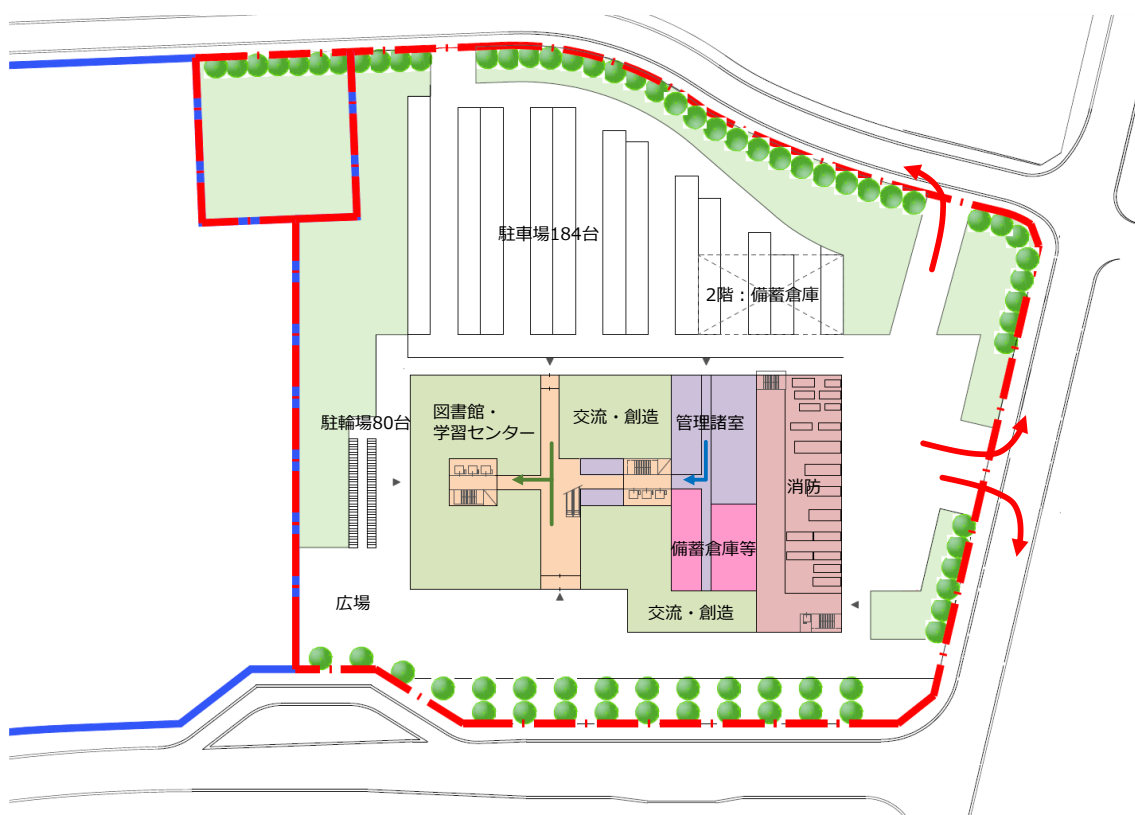 駐車場184台
2階：備蓄倉庫
図書館・
学習センター
交流・創造
管理諸室
駐輪場80台
消防
備蓄倉庫等
広場
交流・創造